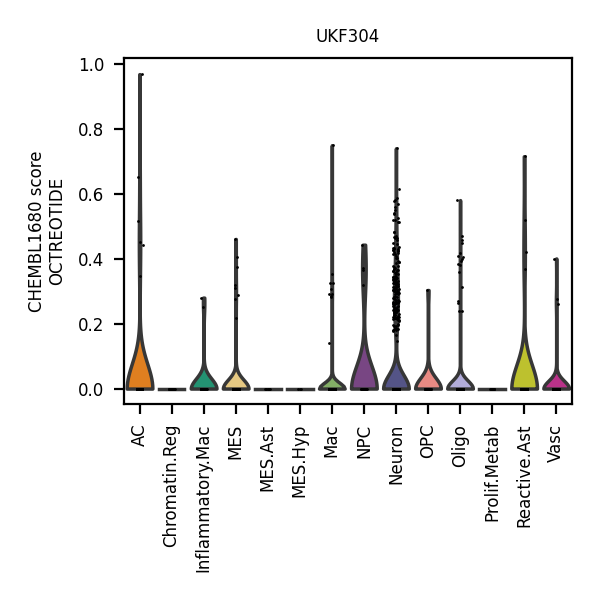 UKF304
CHEMBL1680 score
OCTREOTIDE
1.0
0.8
0.6
0.4
0.2
0.0
AC
Chromatin.Reg
Inflammatory.Mac
MES
MES.Ast
MES.Hyp
Mac
NPC
Neuron
OPC
Oligo
Prolif.Metab
Reactive.Ast
Vasc